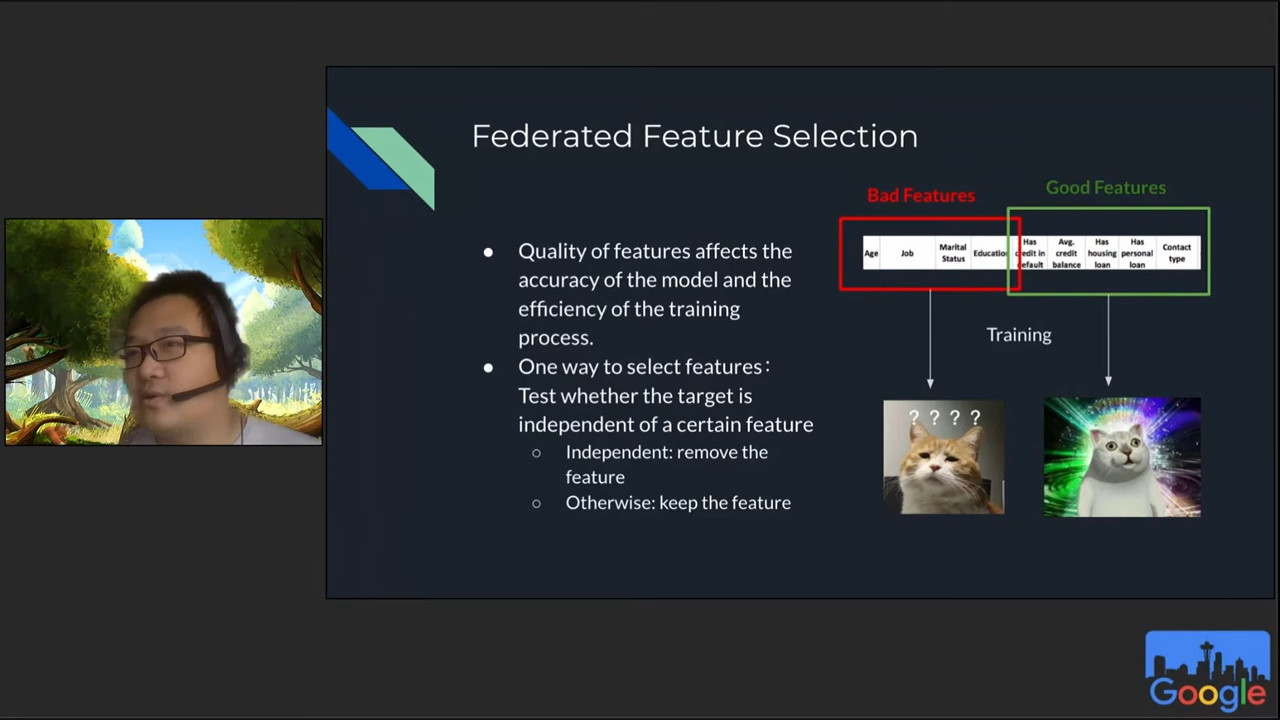 Federated Feature Selection
● Quality of features affects the
accuracy of the model and the
efficiency of the training
process.
● One way to select features:
Test whether the target is
independent of a certain feature
○ Independent: remove the
feature
○ Otherwise: keep the feature
Bad Features
Good Features
Age
Job
Marital
Status
Education
Has
credit in
default
Avg.
credit
balance
Has
housing
loan
Has
personal
loan
Contact
type
Training
? ? ? ?
Google